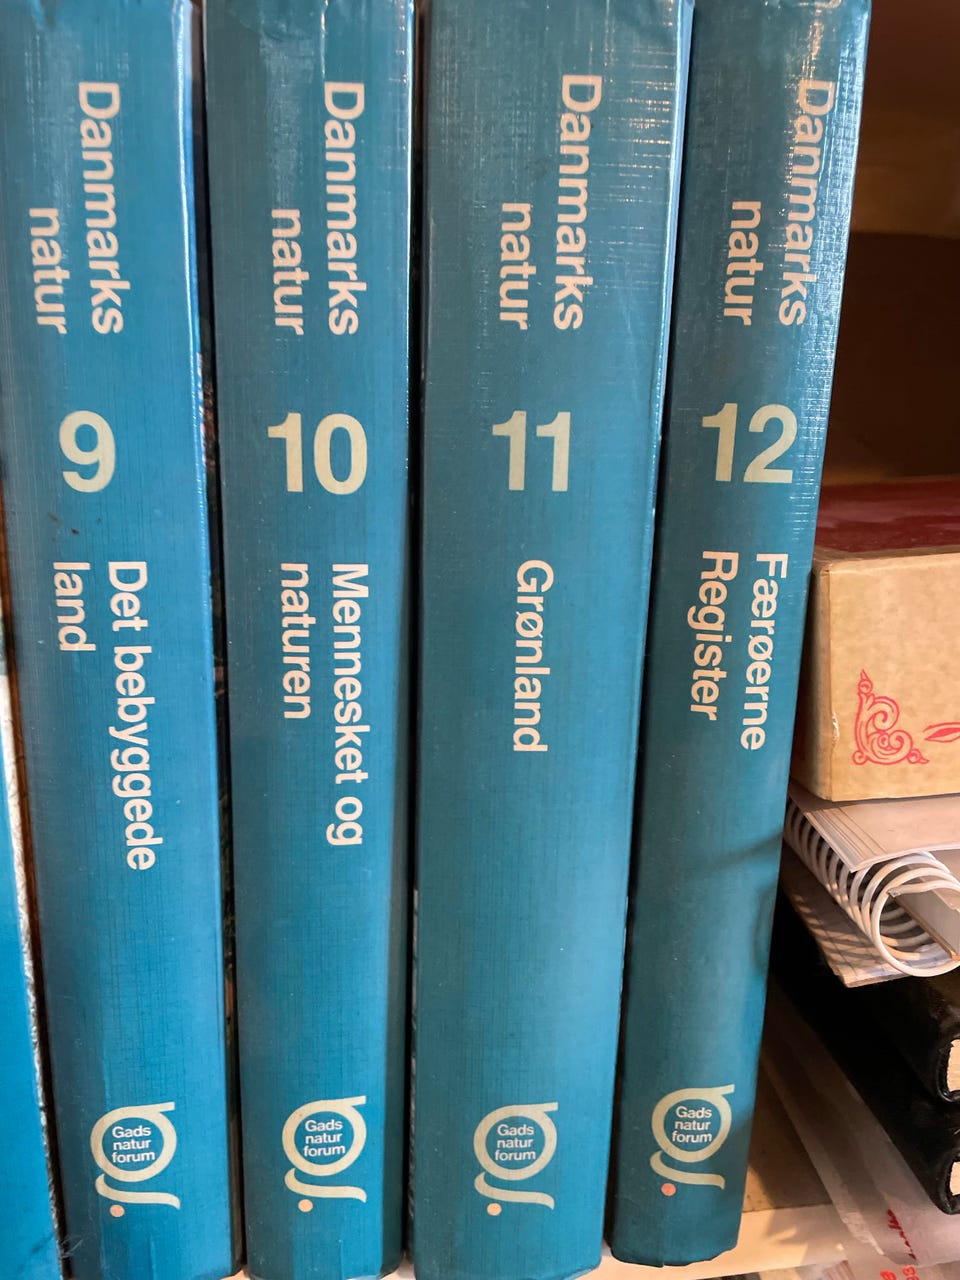 Danmarks
natur
9
Det bebyggede
land
Gads
natur
forum
Danmarks
natur
10
Mennesket og
naturen
Gads
natur
forum
Danmarks
natur
11
Grønland
Gads
natur
forum
Danmarks
natur
12
Færøerne
Register
Gads
natur
forum